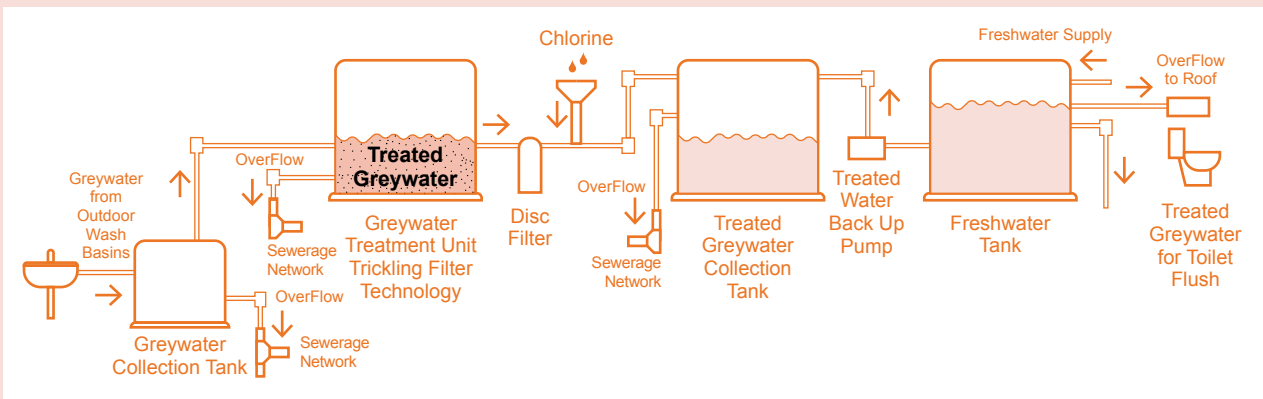 Greywater
from
Outdoor
Wash
Basins
Greywater
Collection Tank
OverFlow
Sewerage
Network
OverFlow
Sewerage
Network
Treated
Greywater
Greywater
Treatment Unit
Trickling Filter
Technology
Disc
Filter
Chlorine
OverFlow
Sewerage
Network
Treated
Greywater
Collection
Tank
Treated
Water
Back Up
Pump
Freshwater Supply
Freshwater
Tank
OverFlow
to Roof
Treated
Greywater
for Toilet
Flush